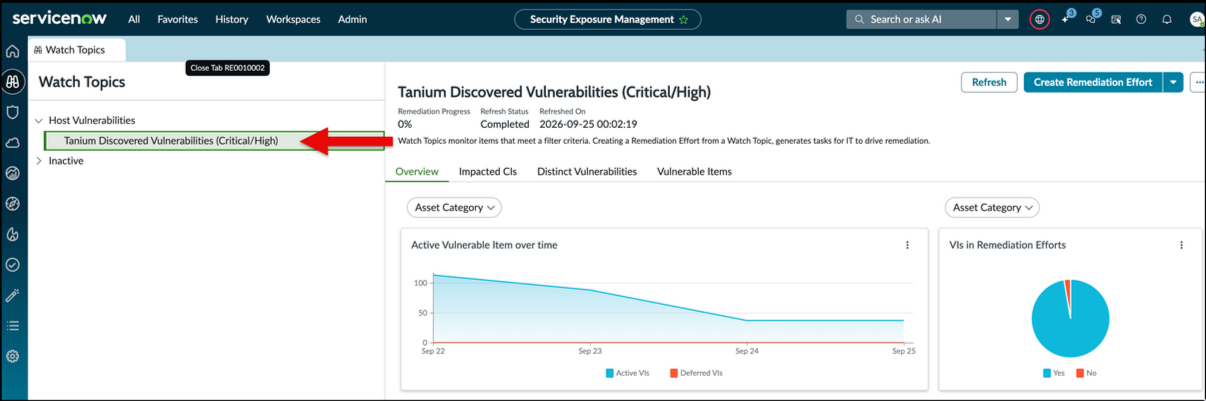 servicenow
All Favorites History Workspaces Admin
Security Exposure Management
Search or ask AI
3
5
SA
Watch Topics
Close Tab RE0010002
Watch Topics
Host Vulnerabilities
Tanium Discovered Vulnerabilities (Critical/High)
Inactive
Tanium Discovered Vulnerabilities (Critical/High)
Refresh
Create Remediation Effort
Remediation Progress Refresh Status Refreshed On
0% Completed 2026-09-25 00:02:19
Watch Topics monitor items that meet a filter criteria. Creating a Remediation Effort from a Watch Topic, generates tasks for IT to drive remediation.
Overview Impacted CIs Distinct Vulnerabilities Vulnerable Items
Asset Category
Active Vulnerable Item over time
100
50
0
Sep 22 Sep 23 Sep 24 Sep 25
Active VIs Deferred VIs
Asset Category
VIs in Remediation Efforts
Yes No